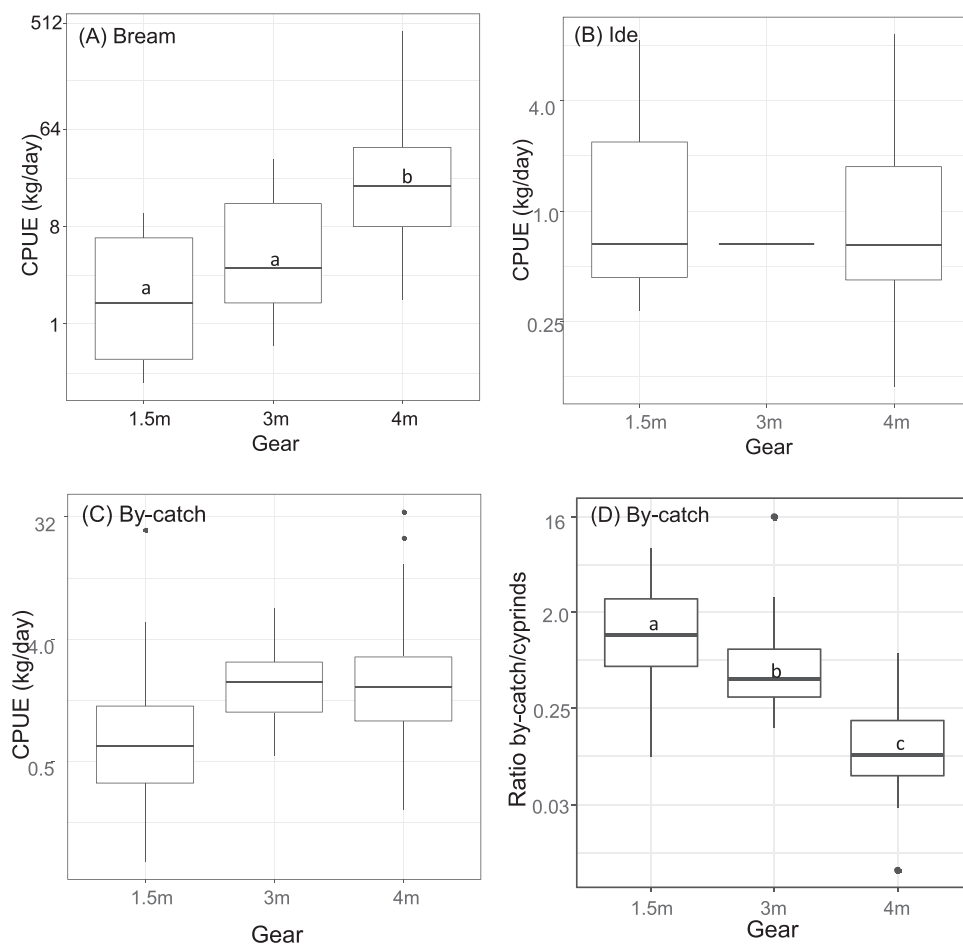 (A) Bream
512
64
8
1
CPUE (kg/day)
a
a
b
1.5m
3m
4m
Gear
(B) Ide
4.0
1.0
0.25
CPUE (kg/day)
1.5m
3m
4m
Gear
(C) By-catch
32
4.0
0.5
CPUE (kg/day)
1.5m
3m
4m
Gear
(D) By-catch
16
2.0
0.25
0.03
Ratio by-catch/cyprinds
a
b
c
1.5m
3m
4m
Gear